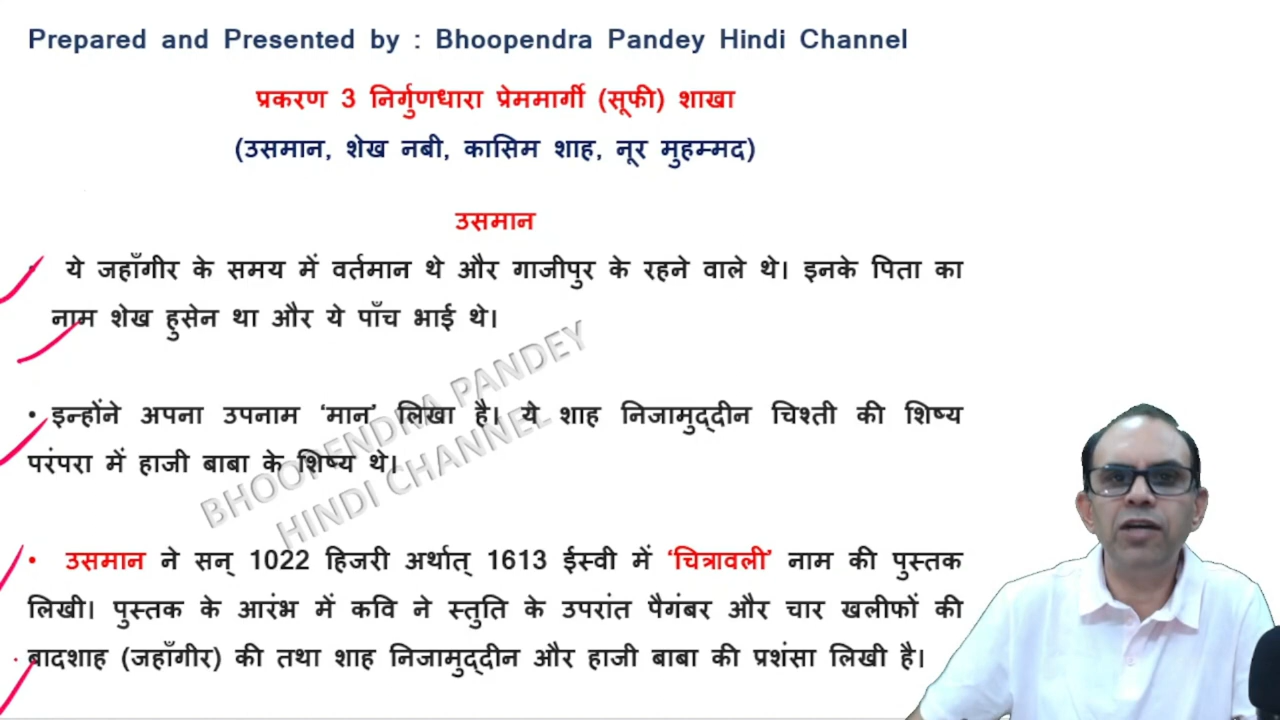 Prepared and Presented by : Bhoopendra Pandey Hindi Channel
प्रकरण 3 निर्गुणधारा प्रेममार्गी (सूफी) शाखा
(उसमान, शेख नबी, कासिम शाह, नूर मुहम्मद)
उसमान
• ये जहाँगीर के समय में वर्तमान थे और गाजीपुर के रहने वाले थे। इनके पिता का
नाम शेख हुसेन था और ये पाँच भाई थे।
• इन्होंने अपना उपनाम ‘मान’ लिखा है। ये शाह निजामुद्दीन चिश्ती की शिष्य
परंपरा में हाजी बाबा के शिष्य थे।
BHOOPENDRA PANDEY
HINDI CHANNEL
• उसमान ने सन् 1022 हिजरी अर्थात् 1613 ईस्वी में ‘चित्रावली’ नाम की पुस्तक
लिखी। पुस्तक के आरंभ में कवि ने स्तुति के उपरांत पैगंबर और चार खलीफों की
बादशाह (जहाँगीर) की तथा शाह निजामुद्दीन और हाजी बाबा की प्रशंसा लिखी है।